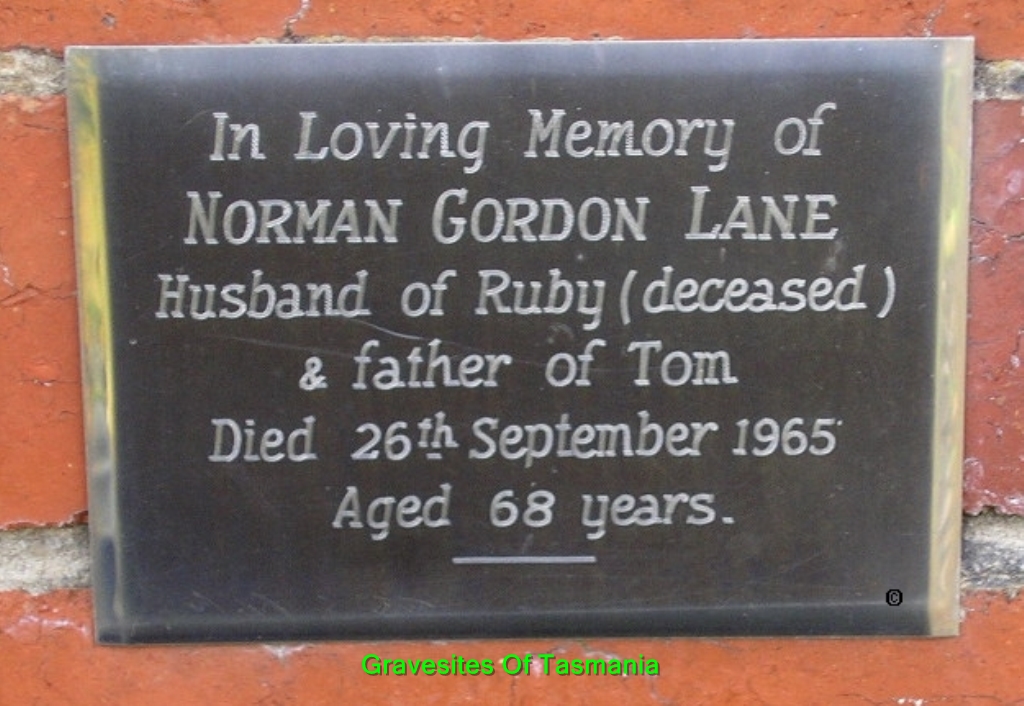 In Loving Memory of
NORMAN GORDON LANE
Husband of Ruby (deceased)
& father of Tom
Died 26th September 1965
Aged 68 years.
©
Gravesites Of Tasmania